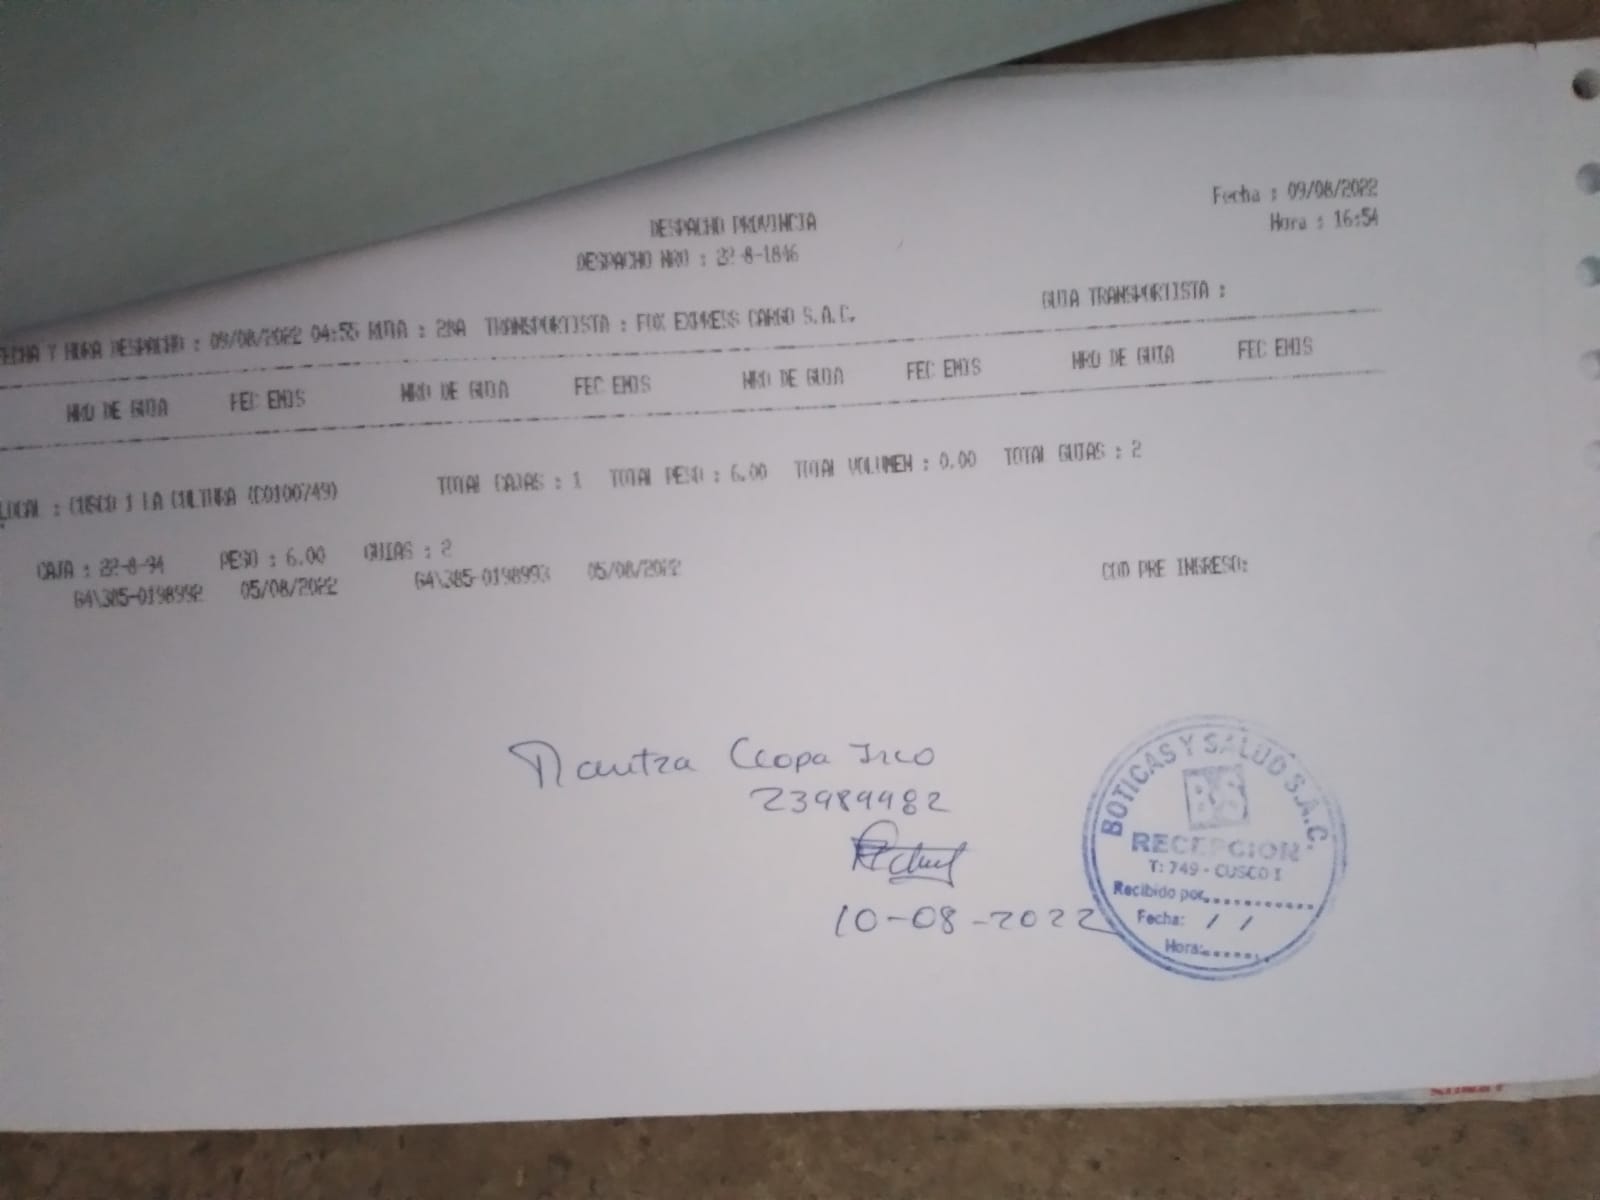 Fecha : 09/08/2022
Hora : 16:54
DESPACHO PROVINCIA
DESPACHO NRO : 22-8-1846
GUIA TRANSPORTISTA :
FECHA Y HORA DESPACHO : 09/08/2022 04:55 RUTA : 28A TRANSPORTISTA : FOX EXPRESS CARGO S.A.C.
NRO DE GUIA FEC EMIS NRO DE GUIA FEC EMIS NRO DE GUIA FEC EMIS NRO DE GUIA FEC EMIS
LOCAL : CUSCO 1 LA CULTURA (C0100749) TOTAL CAJAS : 1 TOTAL PESO : 6.00 TOTAL VOLUMEN : 0.00 TOTAL GUIAS : 2
CAJA : 22-8-94 PESO : 6.00 GUIAS : 2
G4\385-0198992 05/08/2022 G4\385-0198993 05/08/2022
COD PRE INGRESO:
Ccopa
23989982
10-08-2022
BOTICAS Y SALUD S.A.C.
BS
RECEPCION
T: 749 - CUSCO I
Recibido por
Fecha: / /
Hora: